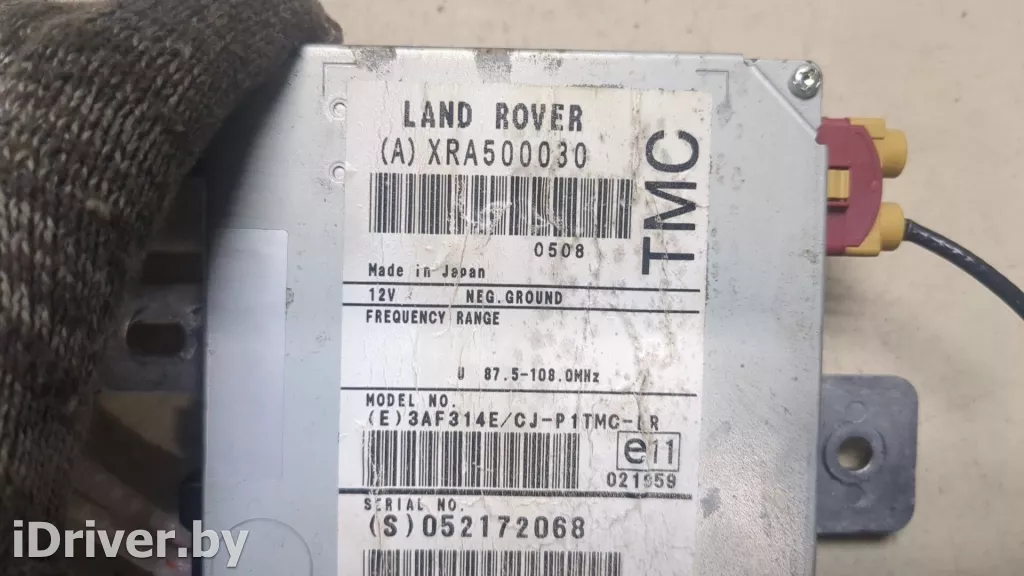 LAND ROVER
(A) XRA500030
TMC
0508
Made in Japan
12V NEG. GROUND
FREQUENCY RANGE
U 87.5-108.0MHz
MODEL NO.
(E) 3AF314E/CJ-P1TMC- R
e11
021959
SERIAL NO.
(S) 052172068
iDriver.by